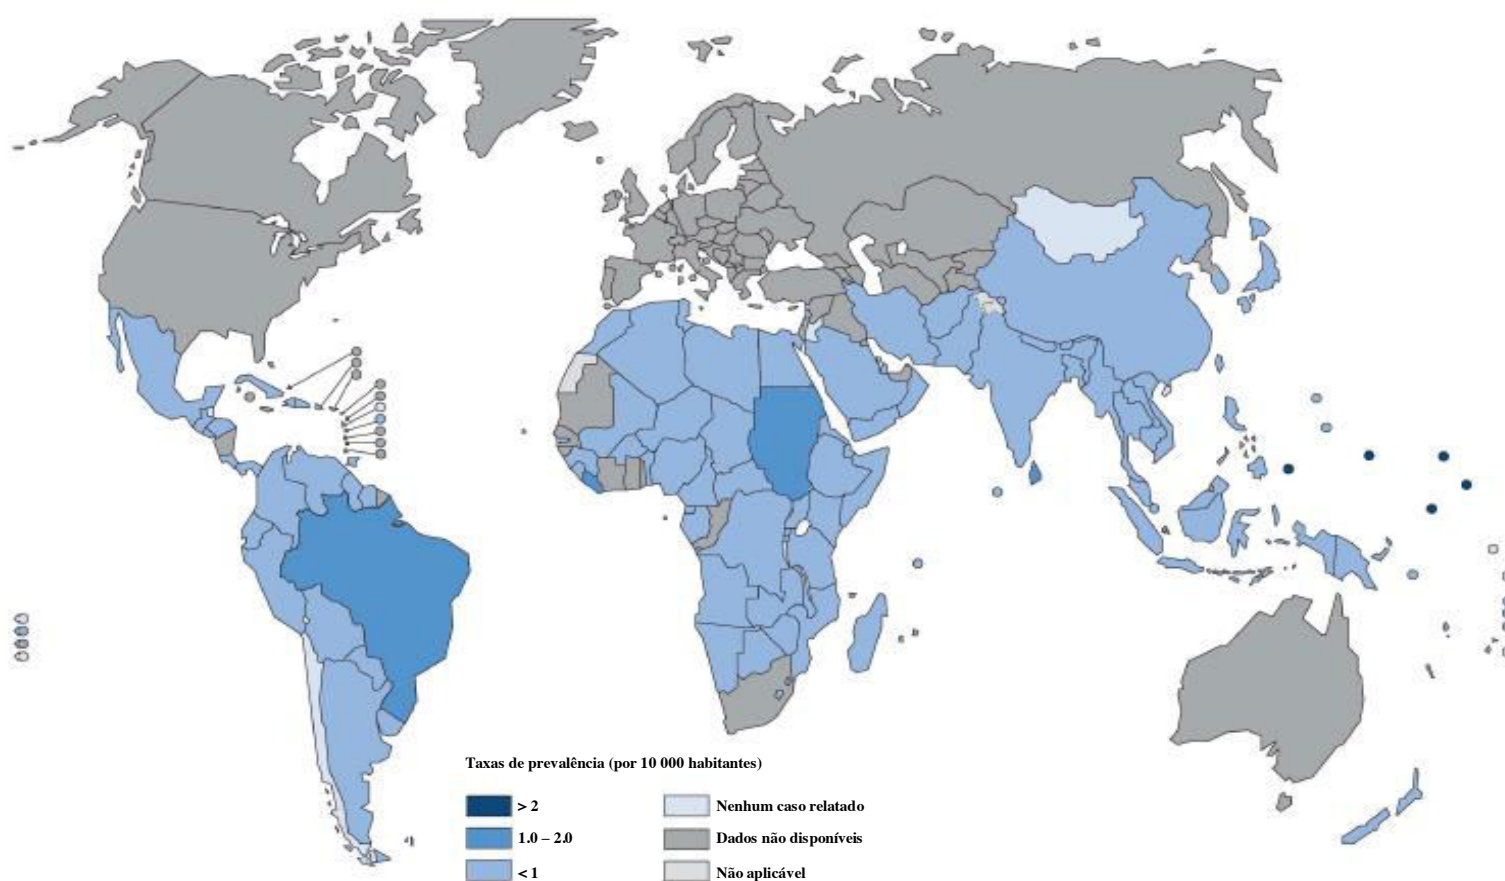 Taxas de prevalência (por 10 000 habitantes)
> 2
1.0 – 2.0
< 1
Nenhum caso relatado
Dados não disponíveis
Não aplicável